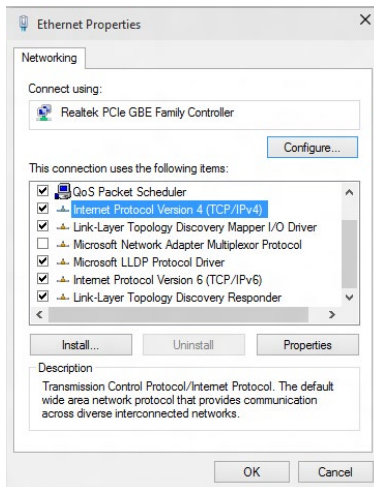 Ethernet Properties
Networking
Connect using:
Realtek PCIe GBE Family Controller
Configure...
This connection uses the following items:
QoS Packet Scheduler
Internet Protocol Version 4 (TCP/IPv4)
Link-Layer Topology Discovery Mapper I/O Driver
Microsoft Network Adapter Multiplexor Protocol
Microsoft LLDP Protocol Driver
Internet Protocol Version 6 (TCP/IPv6)
Link-Layer Topology Discovery Responder
Install... Uninstall Properties
Description
Transmission Control Protocol/Internet Protocol. The default
wide area network protocol that provides communication
across diverse interconnected networks.
OK Cancel